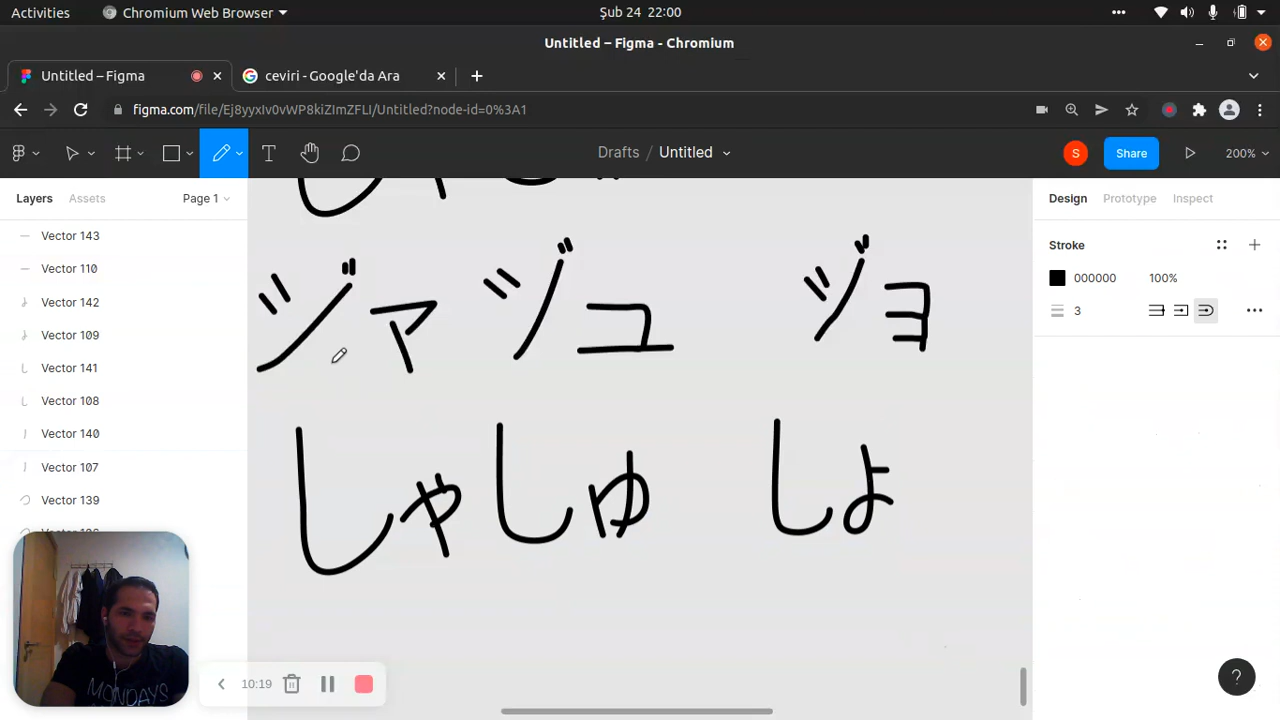 Activities Chromium Web Browser Şub 24 22:00
Untitled – Figma - Chromium
Untitled – Figma ceviri - Google'da Ara
figma.com/file/Ej8yyxIv0vWP8kiZImZFLI/Untitled?node-id=0%3A1
Drafts / Untitled S Share 200%
Layers Assets Page 1 Design Prototype Inspect
Vector 143
Vector 110
Vector 142
Vector 109
Vector 141
Vector 108
Vector 140
Vector 107
Vector 139
Stroke
000000 100%
3
ジャ ジュ ジョ
しゃ しゅ しょ
MONDAYS
10:19
?